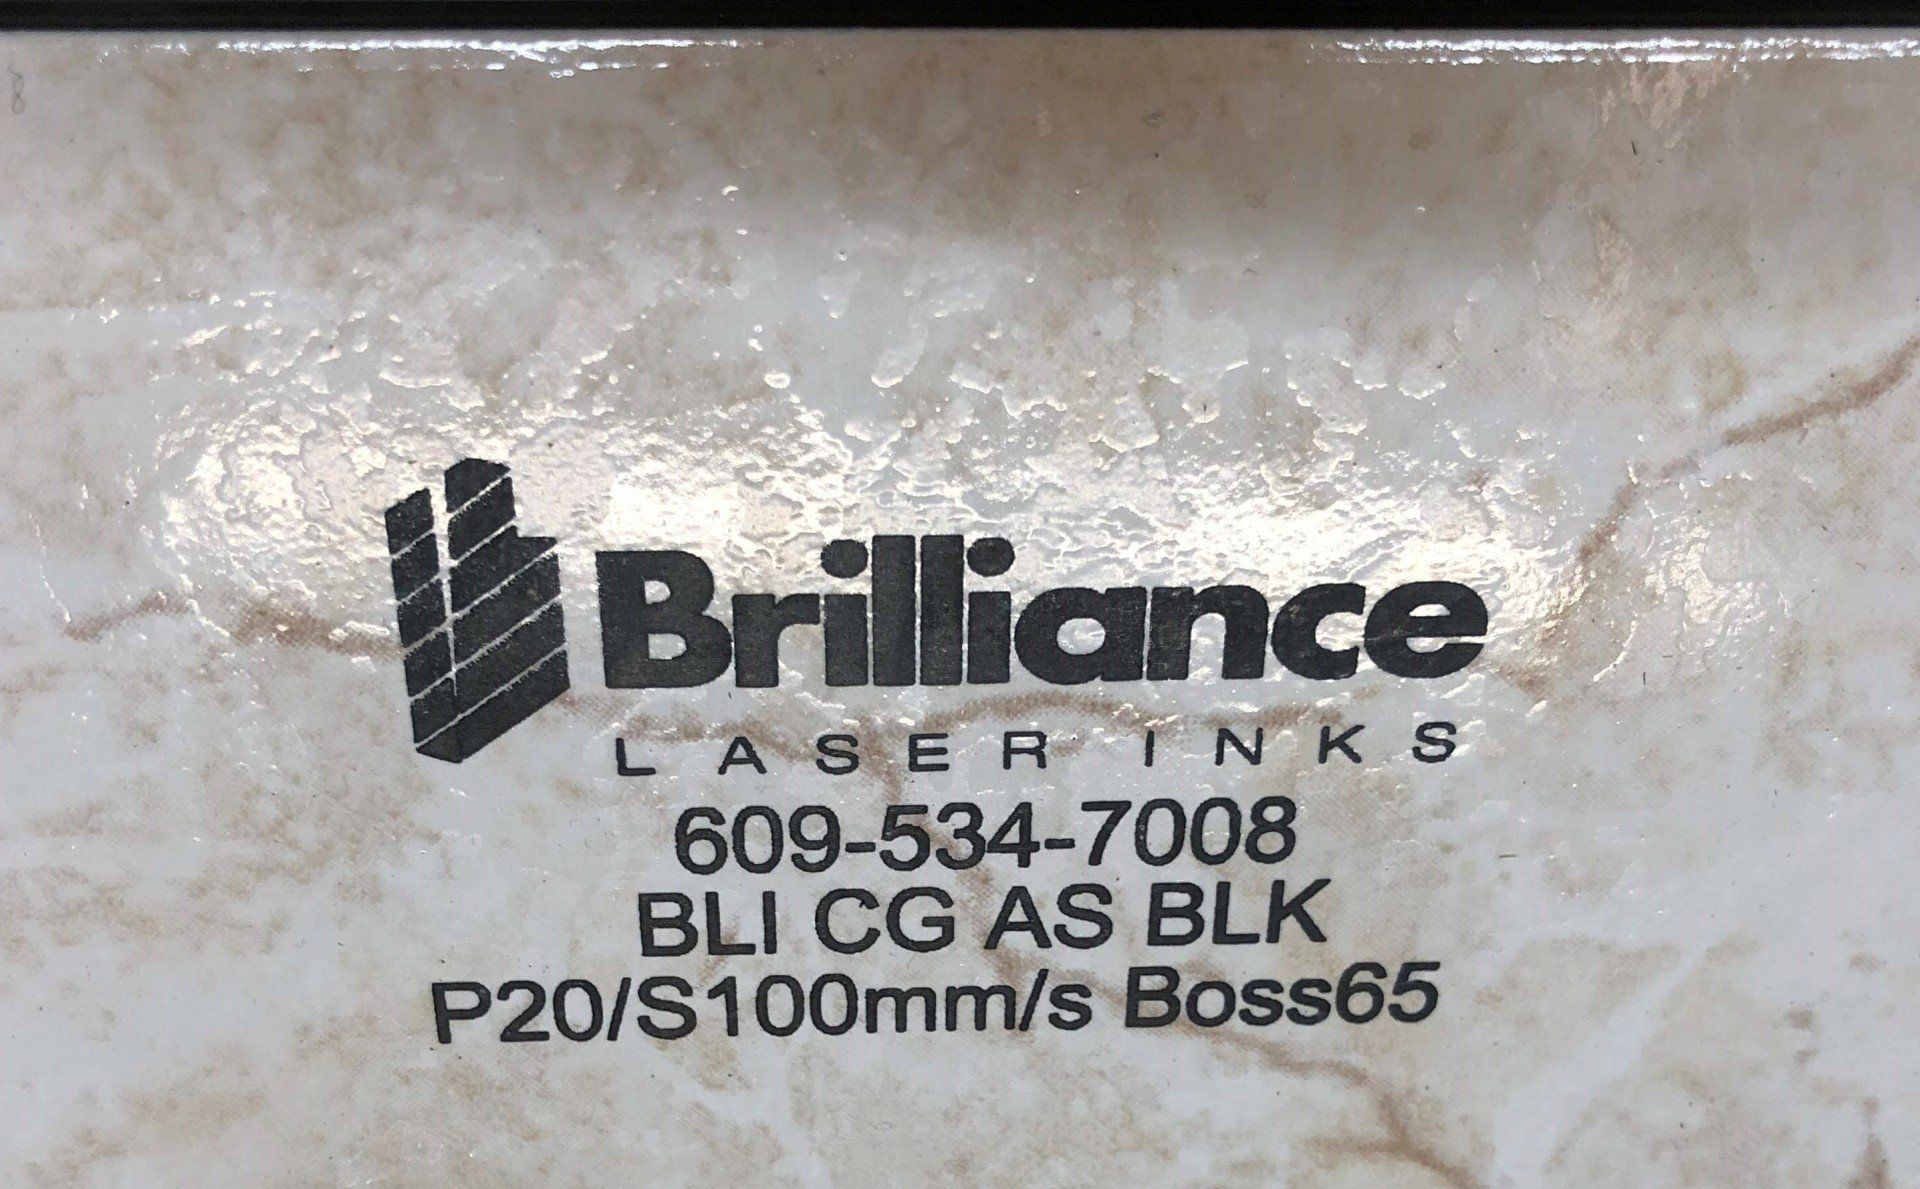 Brilliance
LASER INKS
609-534-7008
BLI CG AS BLK
P20/S100mm/s Boss65